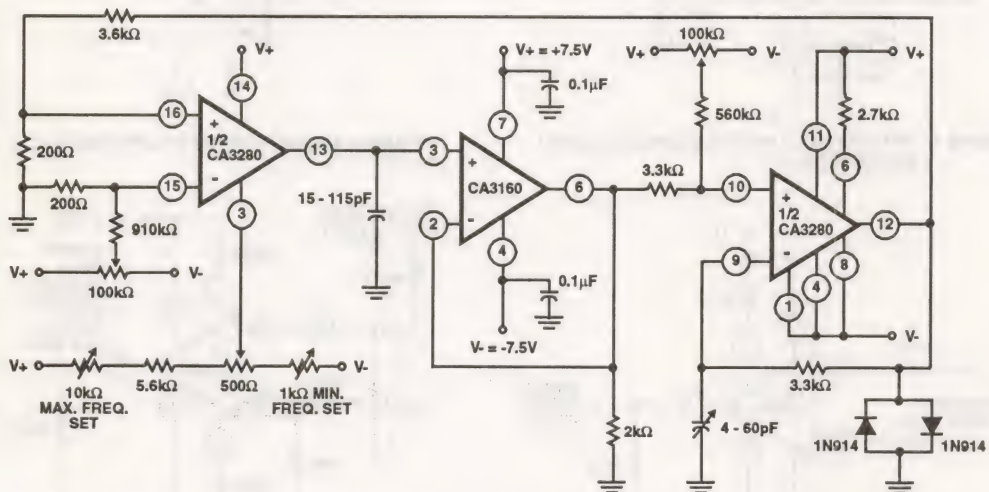 3.6kΩ
V+
14
16
+
1/2
CA3280
-
13
200Ω
200Ω
15
3
910kΩ
V+
V-
100kΩ
15 - 115pF
V+
10kΩ
MAX. FREQ.
SET
5.6kΩ
500Ω
1kΩ MIN.
FREQ. SET
V-
V+ = +7.5V
0.1μF
7
3
+
CA3160
-
6
2
4
0.1μF
V- = -7.5V
2kΩ
100kΩ
V+
V-
560kΩ
3.3kΩ
10
+
1/2
CA3280
-
9
11
V+
2.7kΩ
6
12
8
4
1
V-
3.3kΩ
4 - 60pF
1N914
1N914